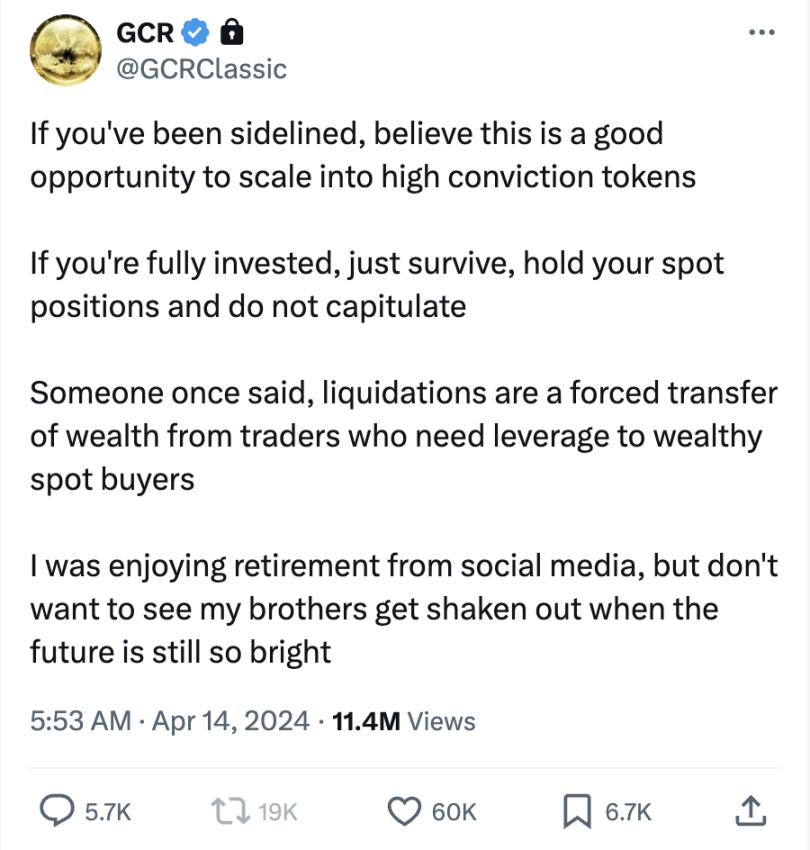 GCR
@GCRClassic
If you've been sidelined, believe this is a good
opportunity to scale into high conviction tokens
If you're fully invested, just survive, hold your spot
positions and do not capitulate
Someone once said, liquidations are a forced transfer
of wealth from traders who need leverage to wealthy
spot buyers
I was enjoying retirement from social media, but don't
want to see my brothers get shaken out when the
future is still so bright
5:53 AM · Apr 14, 2024 · 11.4M Views
5.7K 19K 60K 6.7K